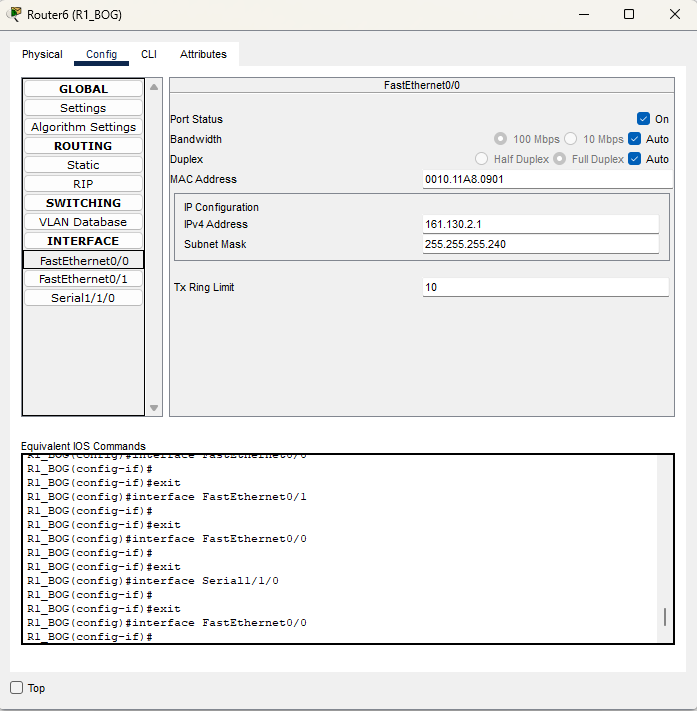 Router6 (R1_BOG)
Physical Config CLI Attributes
GLOBAL
Settings
Algorithm Settings
ROUTING
Static
RIP
SWITCHING
VLAN Database
INTERFACE
FastEthernet0/0
FastEthernet0/1
Serial1/1/0
FastEthernet0/0
Port Status On
Bandwidth 100 Mbps 10 Mbps Auto
Duplex Half Duplex Full Duplex Auto
MAC Address 0010.11A8.0901
IP Configuration
IPv4 Address 161.130.2.1
Subnet Mask 255.255.255.240
Tx Ring Limit 10
Equivalent IOS Commands
R1_BOG(config)#interface FastEthernet0/0
R1_BOG(config-if)#
R1_BOG(config-if)#exit
R1_BOG(config)#interface FastEthernet0/1
R1_BOG(config-if)#
R1_BOG(config-if)#exit
R1_BOG(config)#interface FastEthernet0/0
R1_BOG(config-if)#
R1_BOG(config-if)#exit
R1_BOG(config)#interface Serial1/1/0
R1_BOG(config-if)#
R1_BOG(config-if)#exit
R1_BOG(config)#interface FastEthernet0/0
R1_BOG(config-if)#
Top